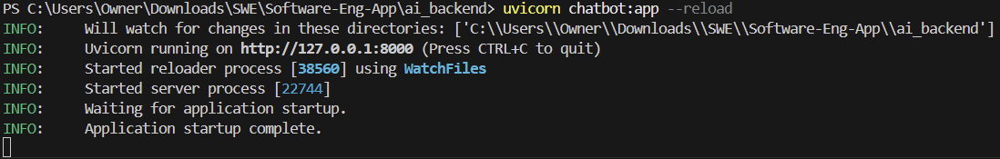 PS C:\Users\Owner\Downloads\SWE\Software-Eng-App\ai_backend> uvicorn chatbot:app --reload
INFO:     Will watch for changes in these directories: ['C:\\Users\\Owner\\Downloads\\SWE\\Software-Eng-App\\ai_backend']
INFO:     Uvicorn running on http://127.0.0.1:8000 (Press CTRL+C to quit)
INFO:     Started reloader process [38560] using WatchFiles
INFO:     Started server process [22744]
INFO:     Waiting for application startup.
INFO:     Application startup complete.